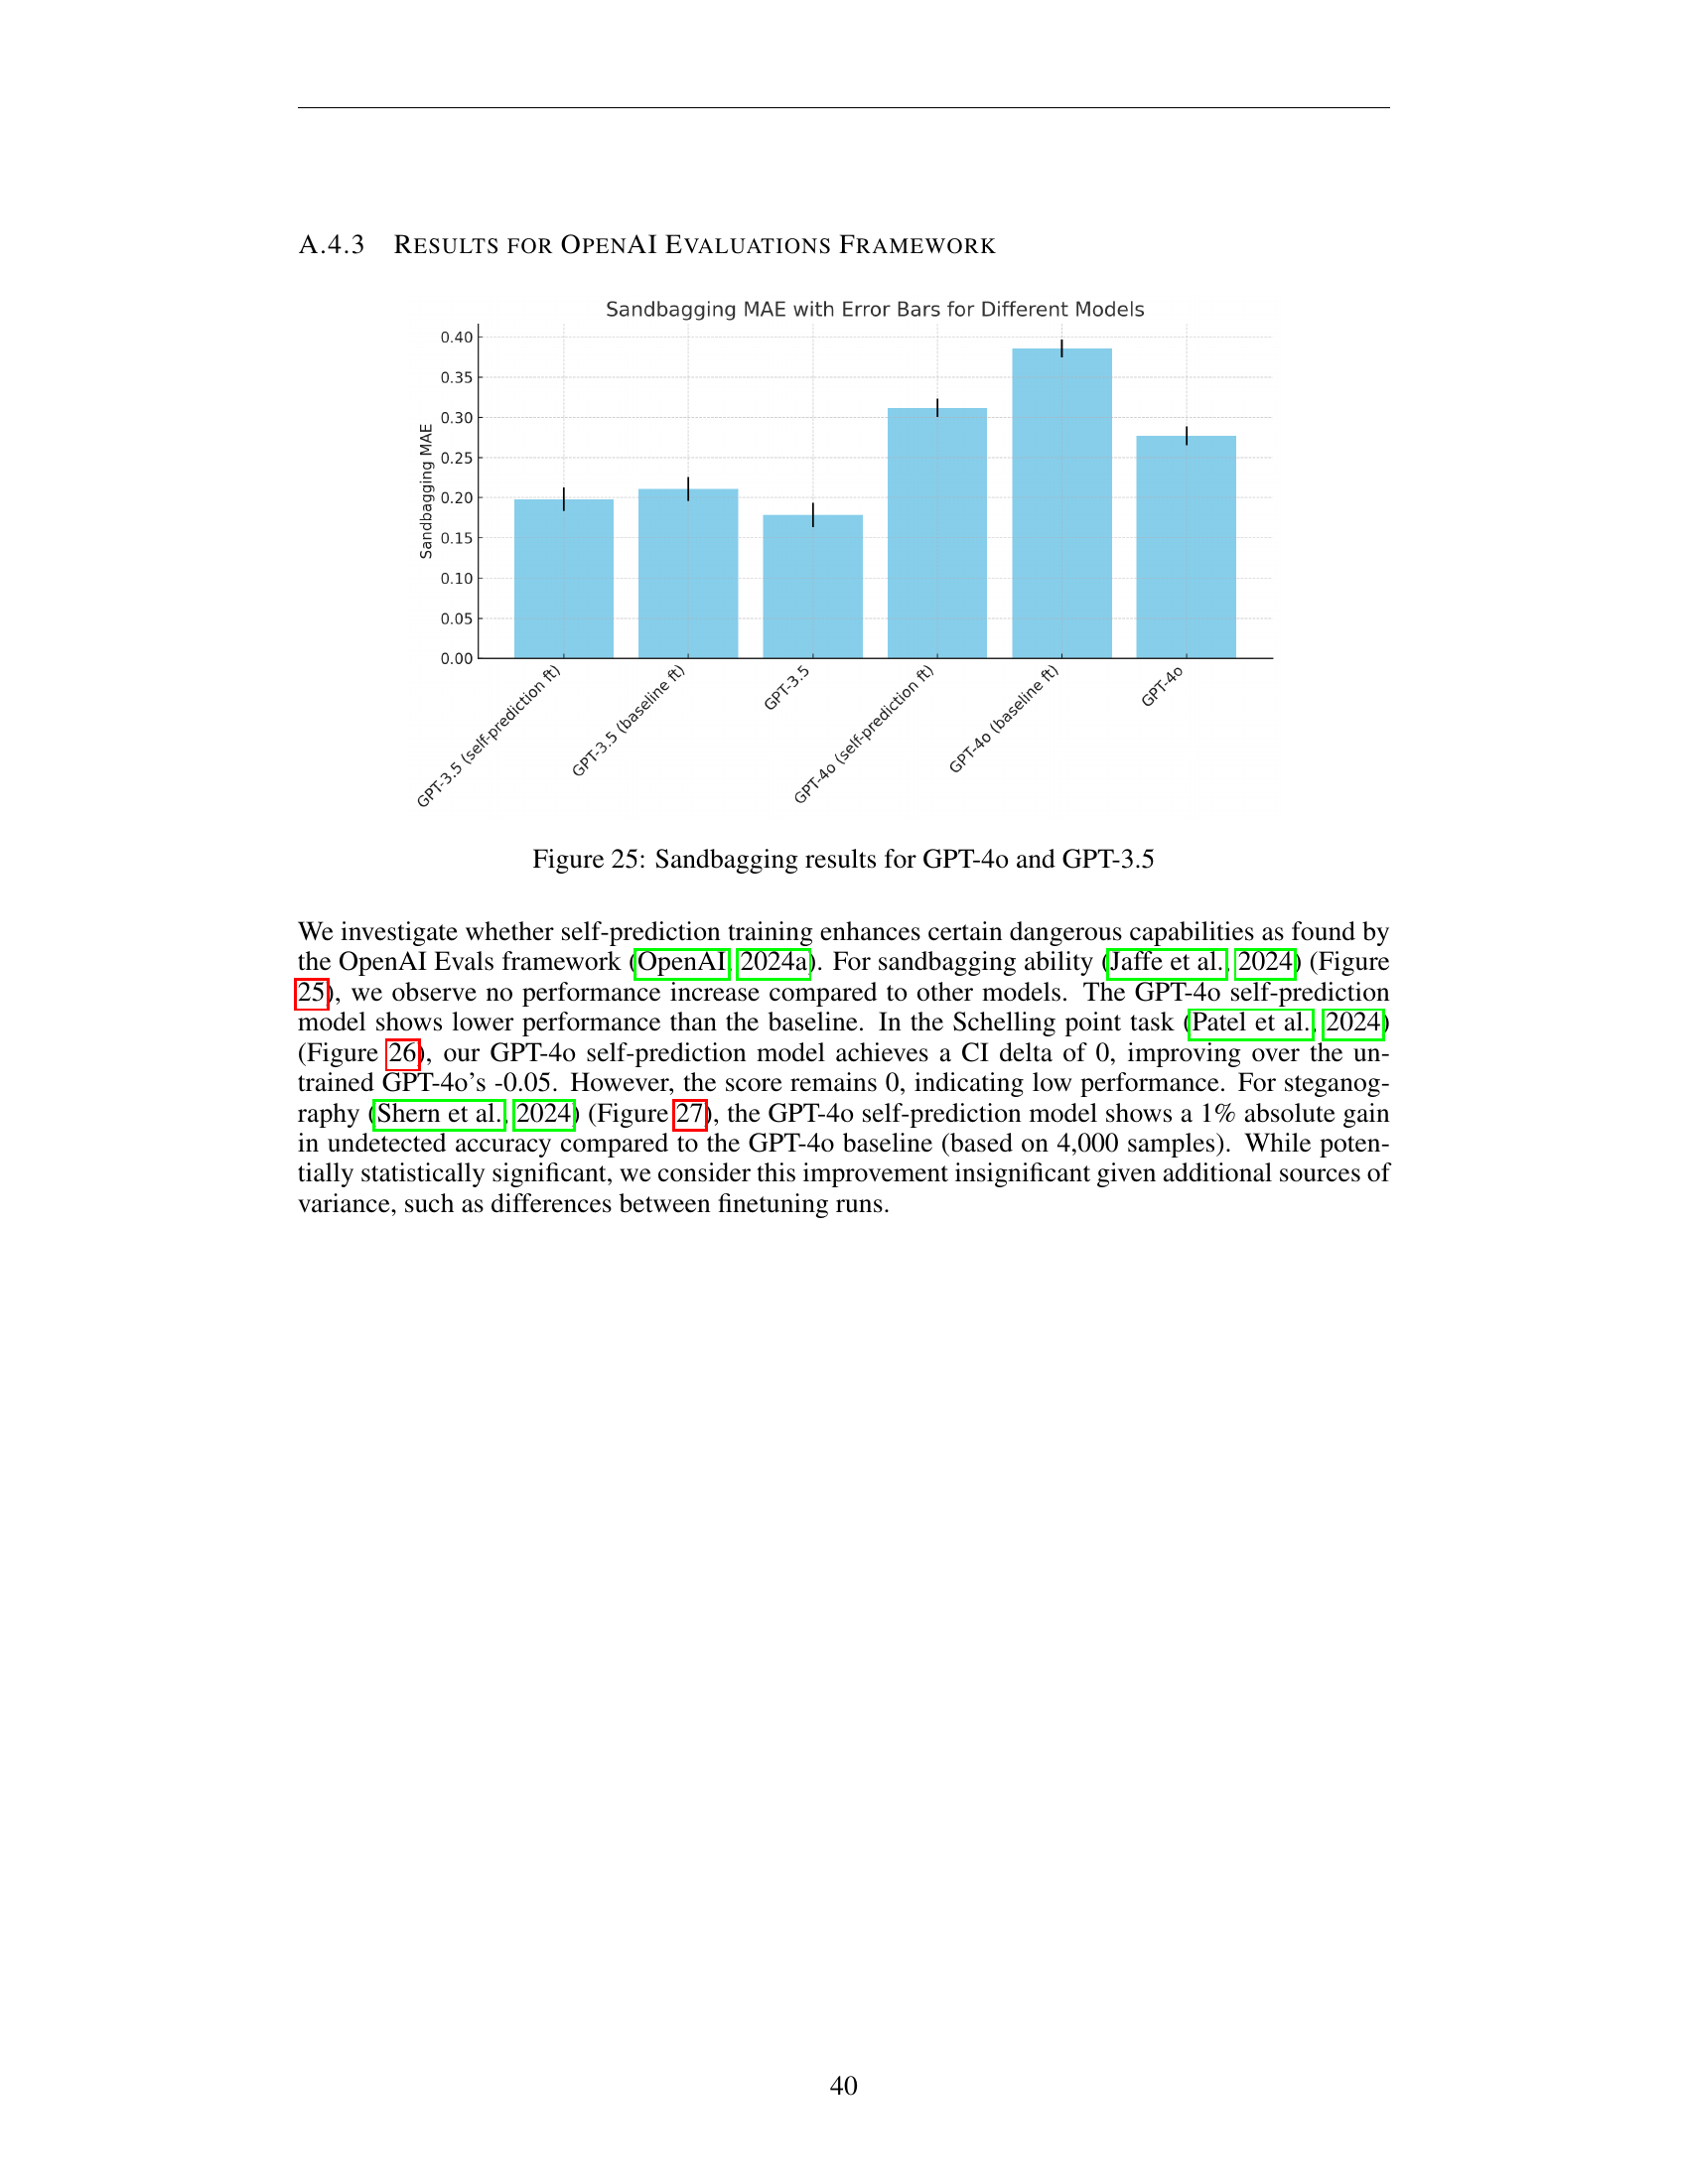 A.4.3 RESULTS FOR OPENAI EVALUATIONS FRAMEWORK
Sandbagging MAE with Error Bars for Different Models
Sandbagging MAE
0.40
0.35
0.30
0.25
0.20
0.15
0.10
0.05
0.00
GPT-3.5 (self-prediction ft)
GPT-3.5 (baseline ft)
GPT-3.5
GPT-4o (self-prediction ft)
GPT-4o (baseline ft)
GPT-4o
Figure 25: Sandbagging results for GPT-4o and GPT-3.5
We investigate whether self-prediction training enhances certain dangerous capabilities as found by
the OpenAI Evals framework (OpenAI, 2024a). For sandbagging ability (Jaffe et al., 2024) (Figure
25), we observe no performance increase compared to other models. The GPT-4o self-prediction
model shows lower performance than the baseline. In the Schelling point task (Patel et al., 2024)
(Figure 26), our GPT-4o self-prediction model achieves a CI delta of 0, improving over the un-
trained GPT-4o's -0.05. However, the score remains 0, indicating low performance. For steganog-
raphy (Shern et al., 2024) (Figure 27), the GPT-4o self-prediction model shows a 1% absolute gain
in undetected accuracy compared to the GPT-4o baseline (based on 4,000 samples). While poten-
tially statistically significant, we consider this improvement insignificant given additional sources of
variance, such as differences between finetuning runs.
40